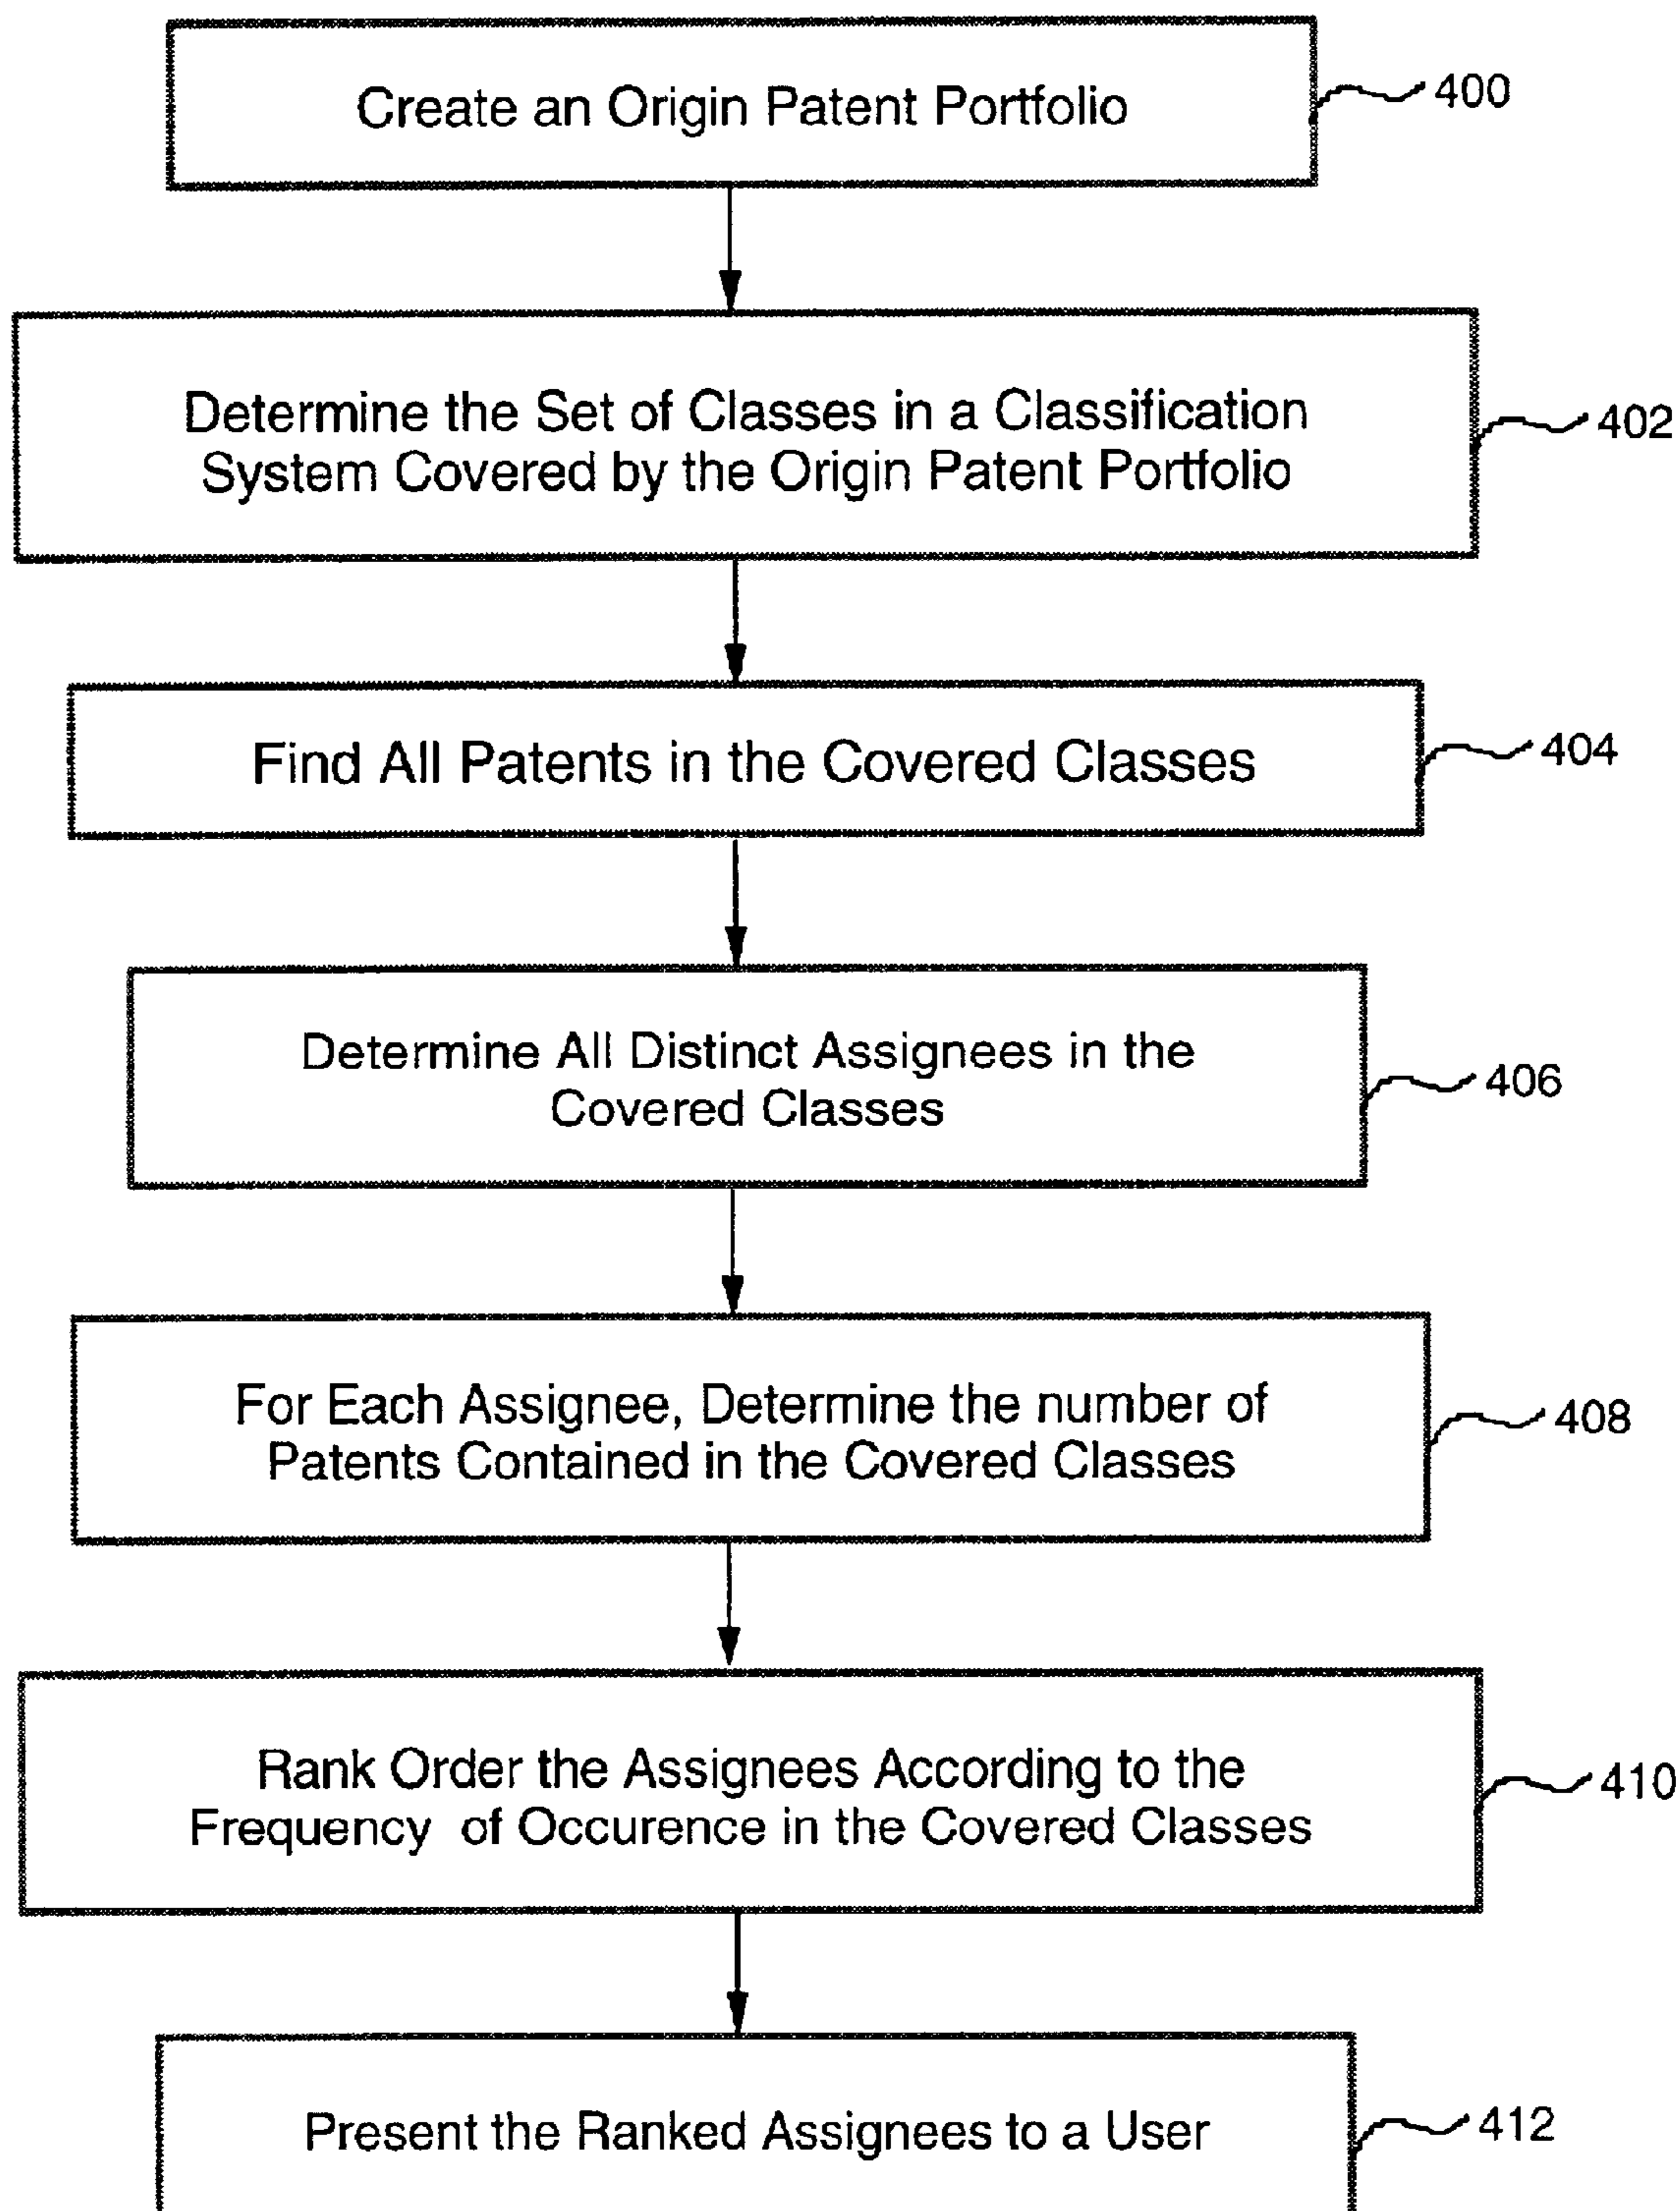 Create an Origin Patent Portfolio
400
Determine the Set of Classes in a Classification
System Covered by the Origin Patent Portfolio
402
Find All Patents in the Covered Classes
404
Determine All Distinct Assignees in the
Covered Classes
406
For Each Assignee, Determine the number of
Patents Contained in the Covered Classes
408
Rank Order the Assignees According to the
Frequency of Occurence in the Covered Classes
410
Present the Ranked Assignees to a User
412